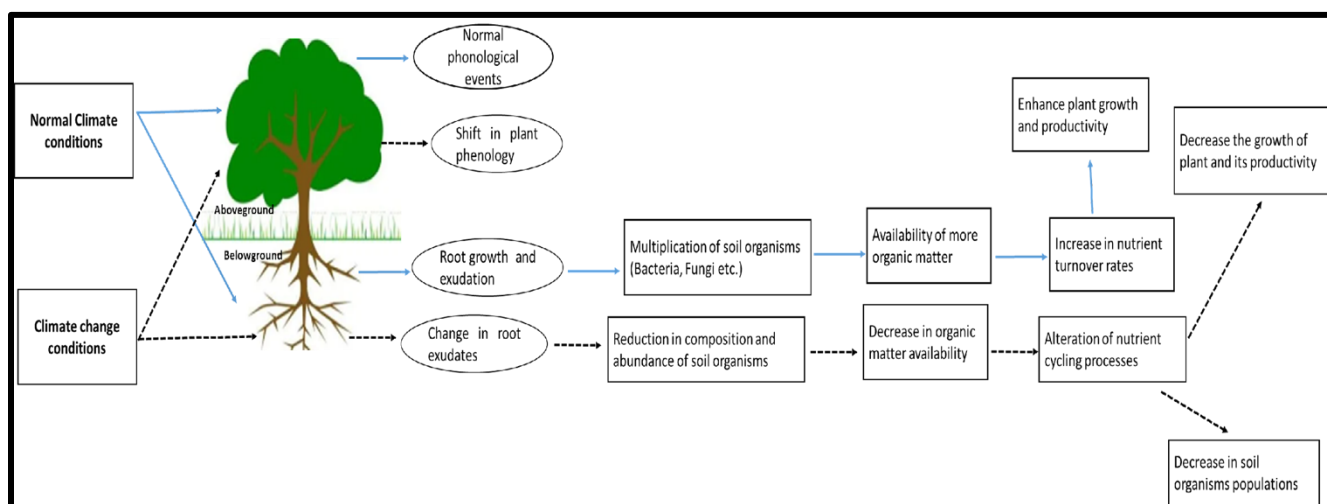 Normal
phonological
events
Normal Climate
conditions
Shift in plant
phenology
Enhance plant growth
and productivity
Decrease the growth of
plant and its productivity
Aboveground
Belowground
Root growth and
exudation
Multiplication of soil organisms
(Bacteria, Fungi etc.)
Availability of more
organic matter
Increase in nutrient
turnover rates
Climate change
conditions
Change in root
exudates
Reduction in composition and
abundance of soil organisms
Decrease in organic
matter availability
Alteration of nutrient
cycling processes
Decrease in soil
organisms populations